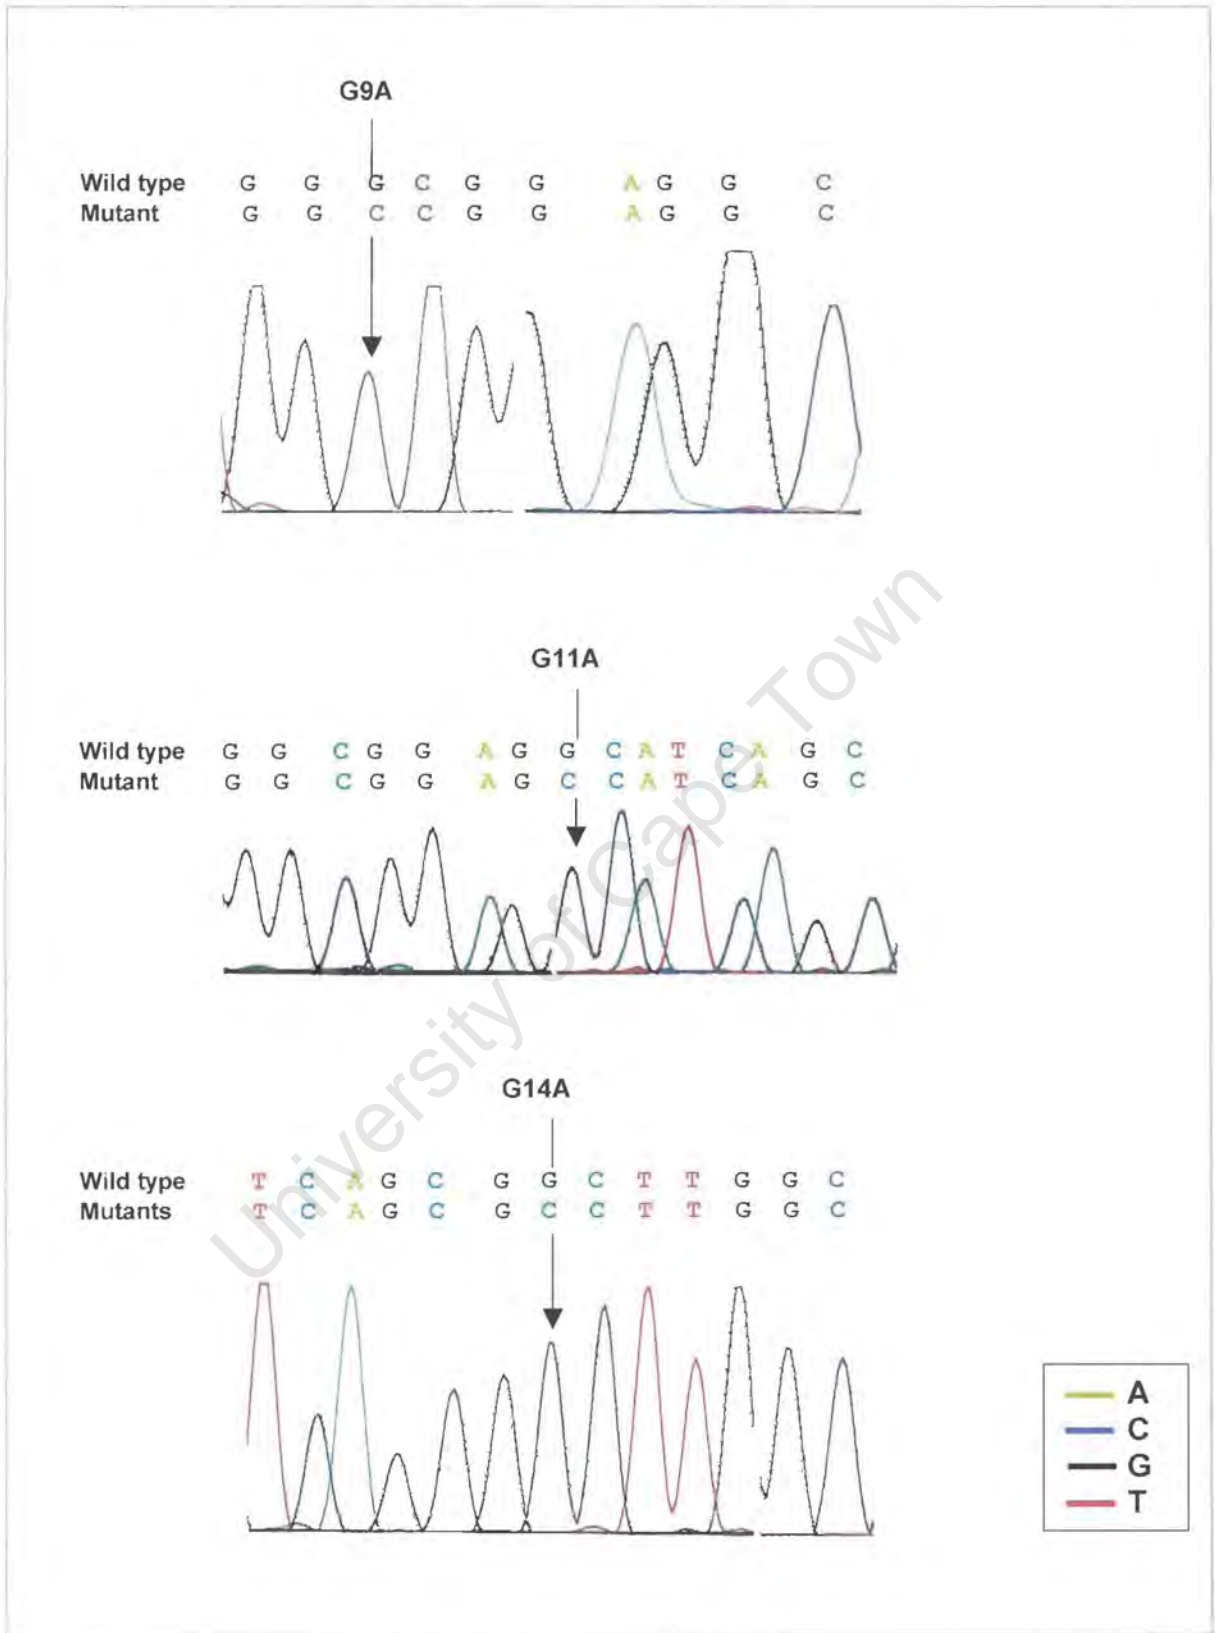 G9A
Wild type G G G C G G A G G C
Mutant G G C C G G A G G C
G11A
Wild type G G C G G A G G C A T C A G C
Mutant G G C G G A G C C A T C A G C
G14A
Wild type T C A G C G G C T T G G C
Mutants T C A G C G C C T T G G C
A
C
G
T
University of Cape Town